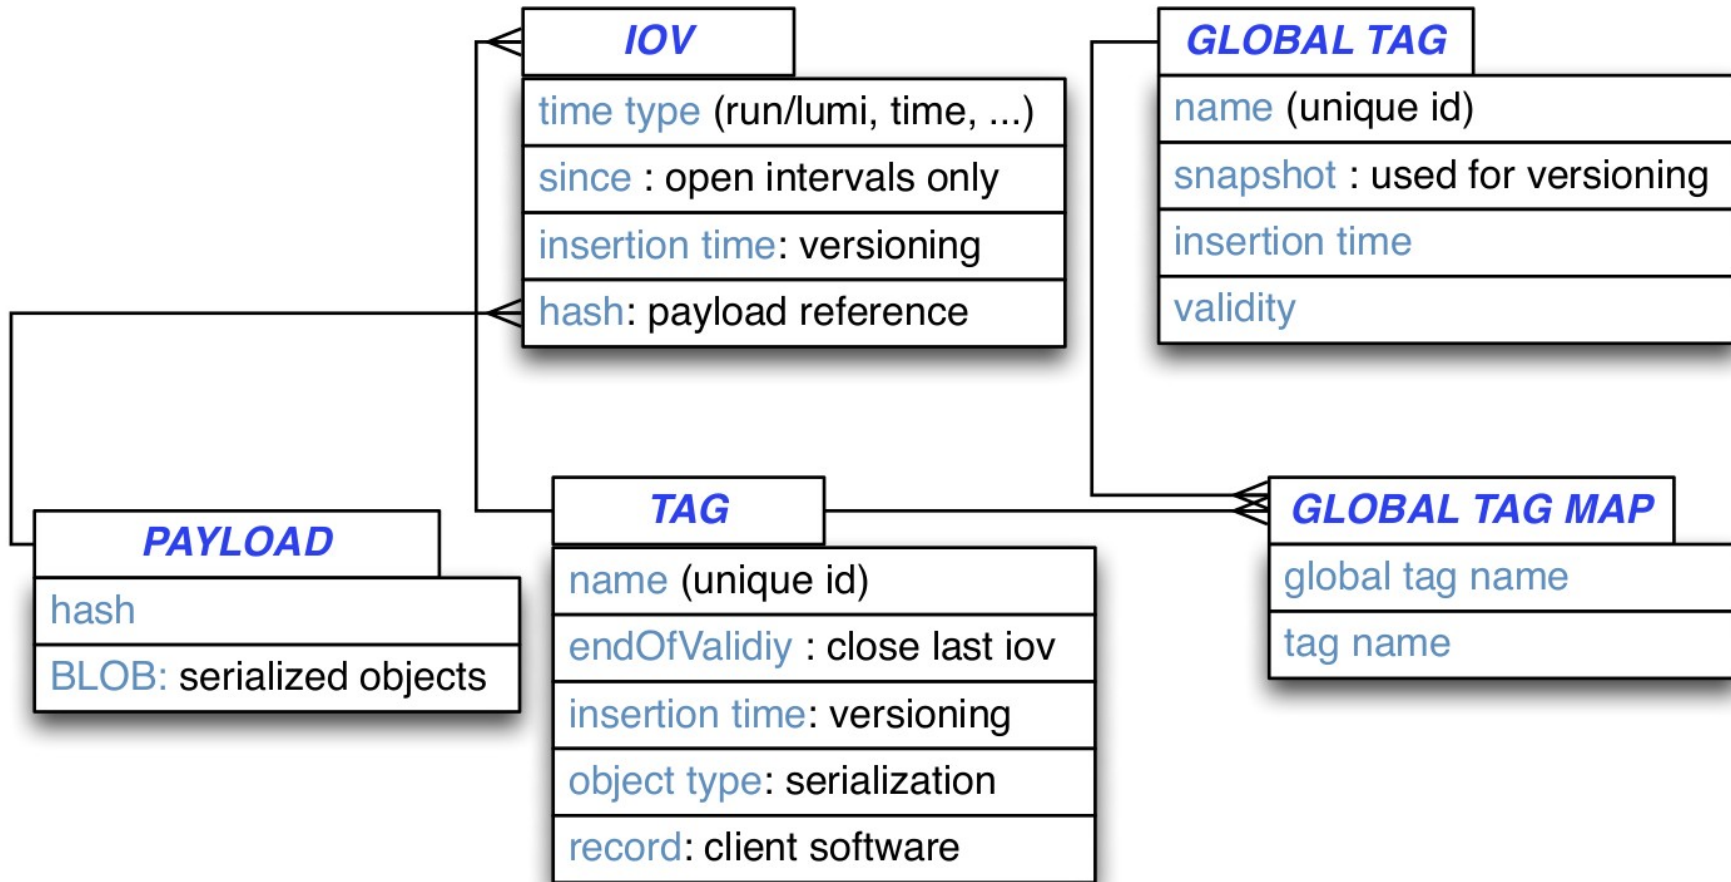 IOV
time type (run/lumi, time, ...)
since : open intervals only
insertion time: versioning
hash: payload reference
GLOBAL TAG
name (unique id)
snapshot : used for versioning
insertion time
validity
PAYLOAD
hash
BLOB: serialized objects
TAG
name (unique id)
endOfValidiy : close last iov
insertion time: versioning
object type: serialization
record: client software
GLOBAL TAG MAP
global tag name
tag name